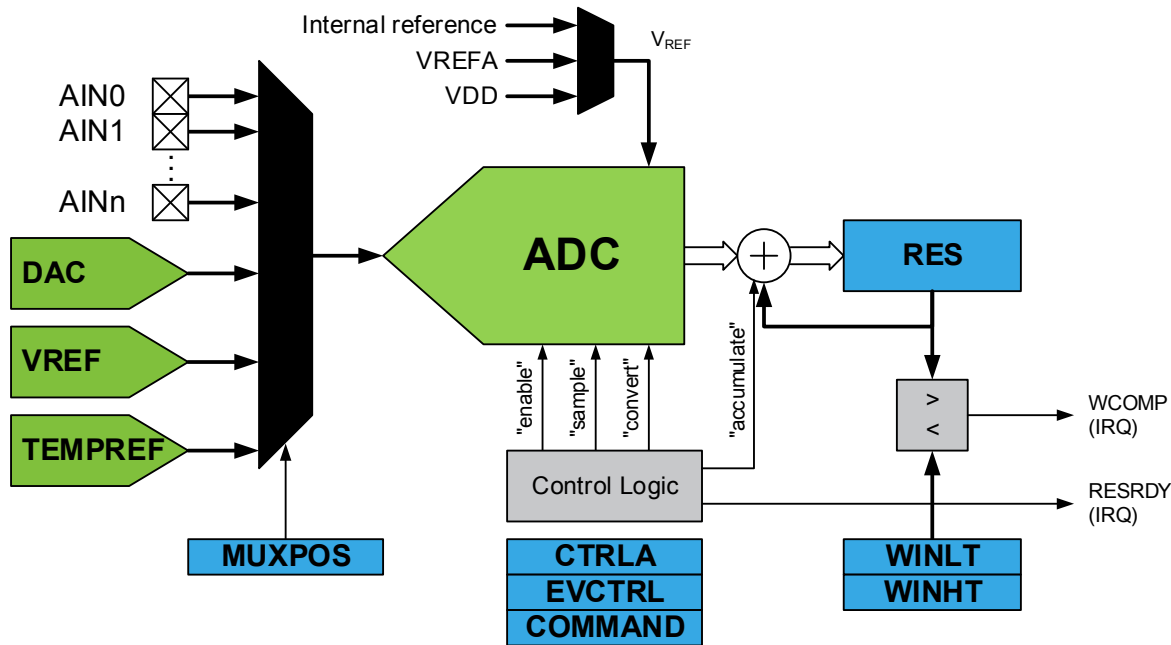 Internal reference
VREFA
VDD
VREF
AIN0
AIN1
AINn
DAC
VREF
TEMPREF
ADC
RES
"enable"
"sample"
"convert"
"accumulate"
>
<
WCOMP
(IRQ)
Control Logic
RESRDY
(IRQ)
MUXPOS
CTRLA
EVCTRL
COMMAND
WINLT
WINHT